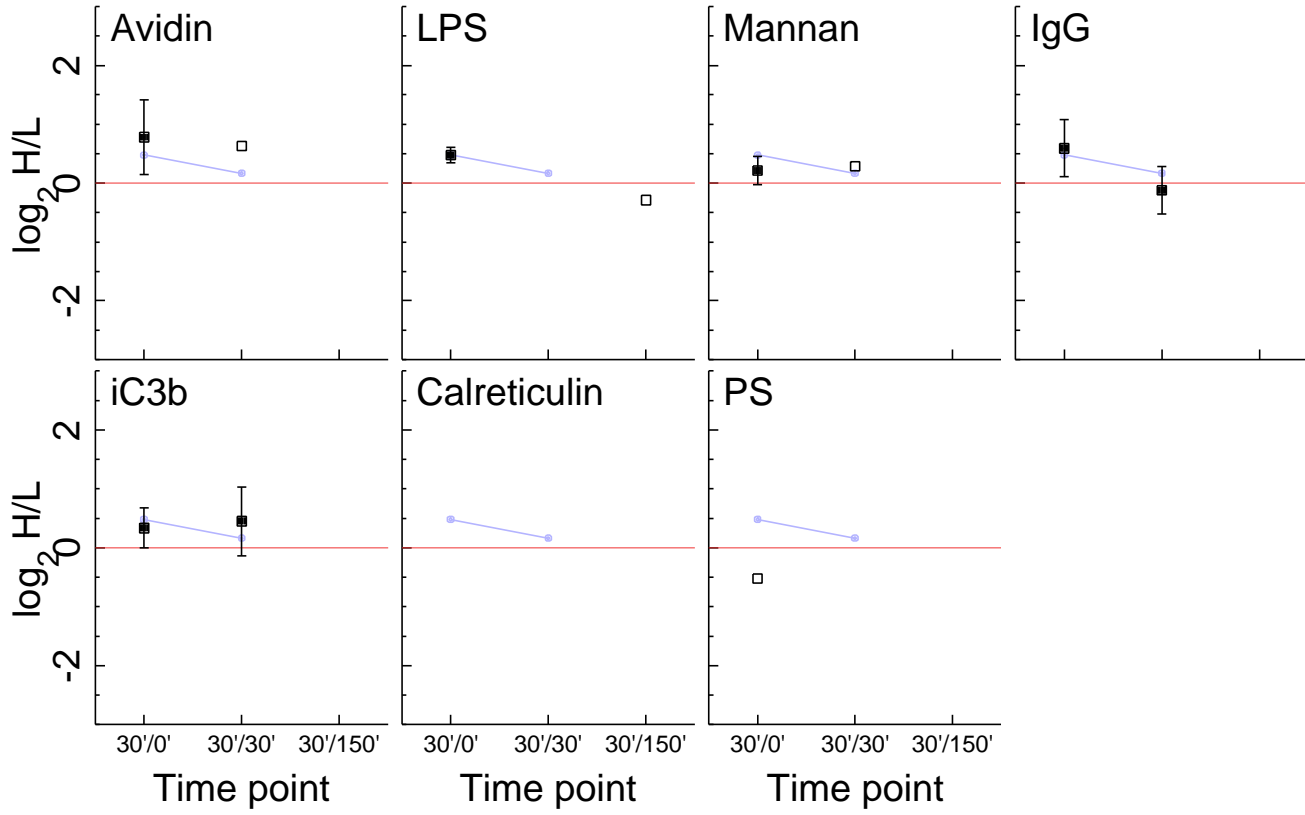 Avidin
LPS
Mannan
IgG
2
0
-2
log₂ H/L
iC3b
Calreticulin
PS
2
0
-2
log₂ H/L
30'/0' 30'/30' 30'/150'
30'/0' 30'/30' 30'/150'
30'/0' 30'/30' 30'/150'
Time point
Time point
Time point